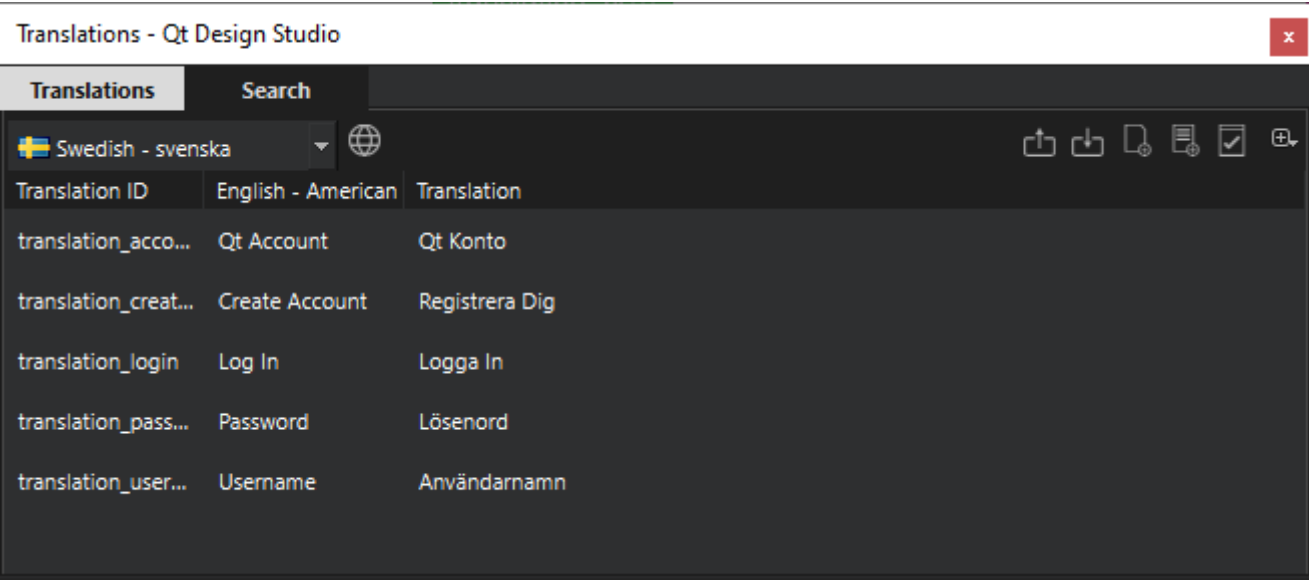 Translations - Qt Design Studio
x
Translations Search
Swedish - svenska
Translation ID English - American Translation
translation_acco... Qt Account Qt Konto
translation_creat... Create Account Registrera Dig
translation_login Log In Logga In
translation_pass... Password Lösenord
translation_user... Username Användarnamn